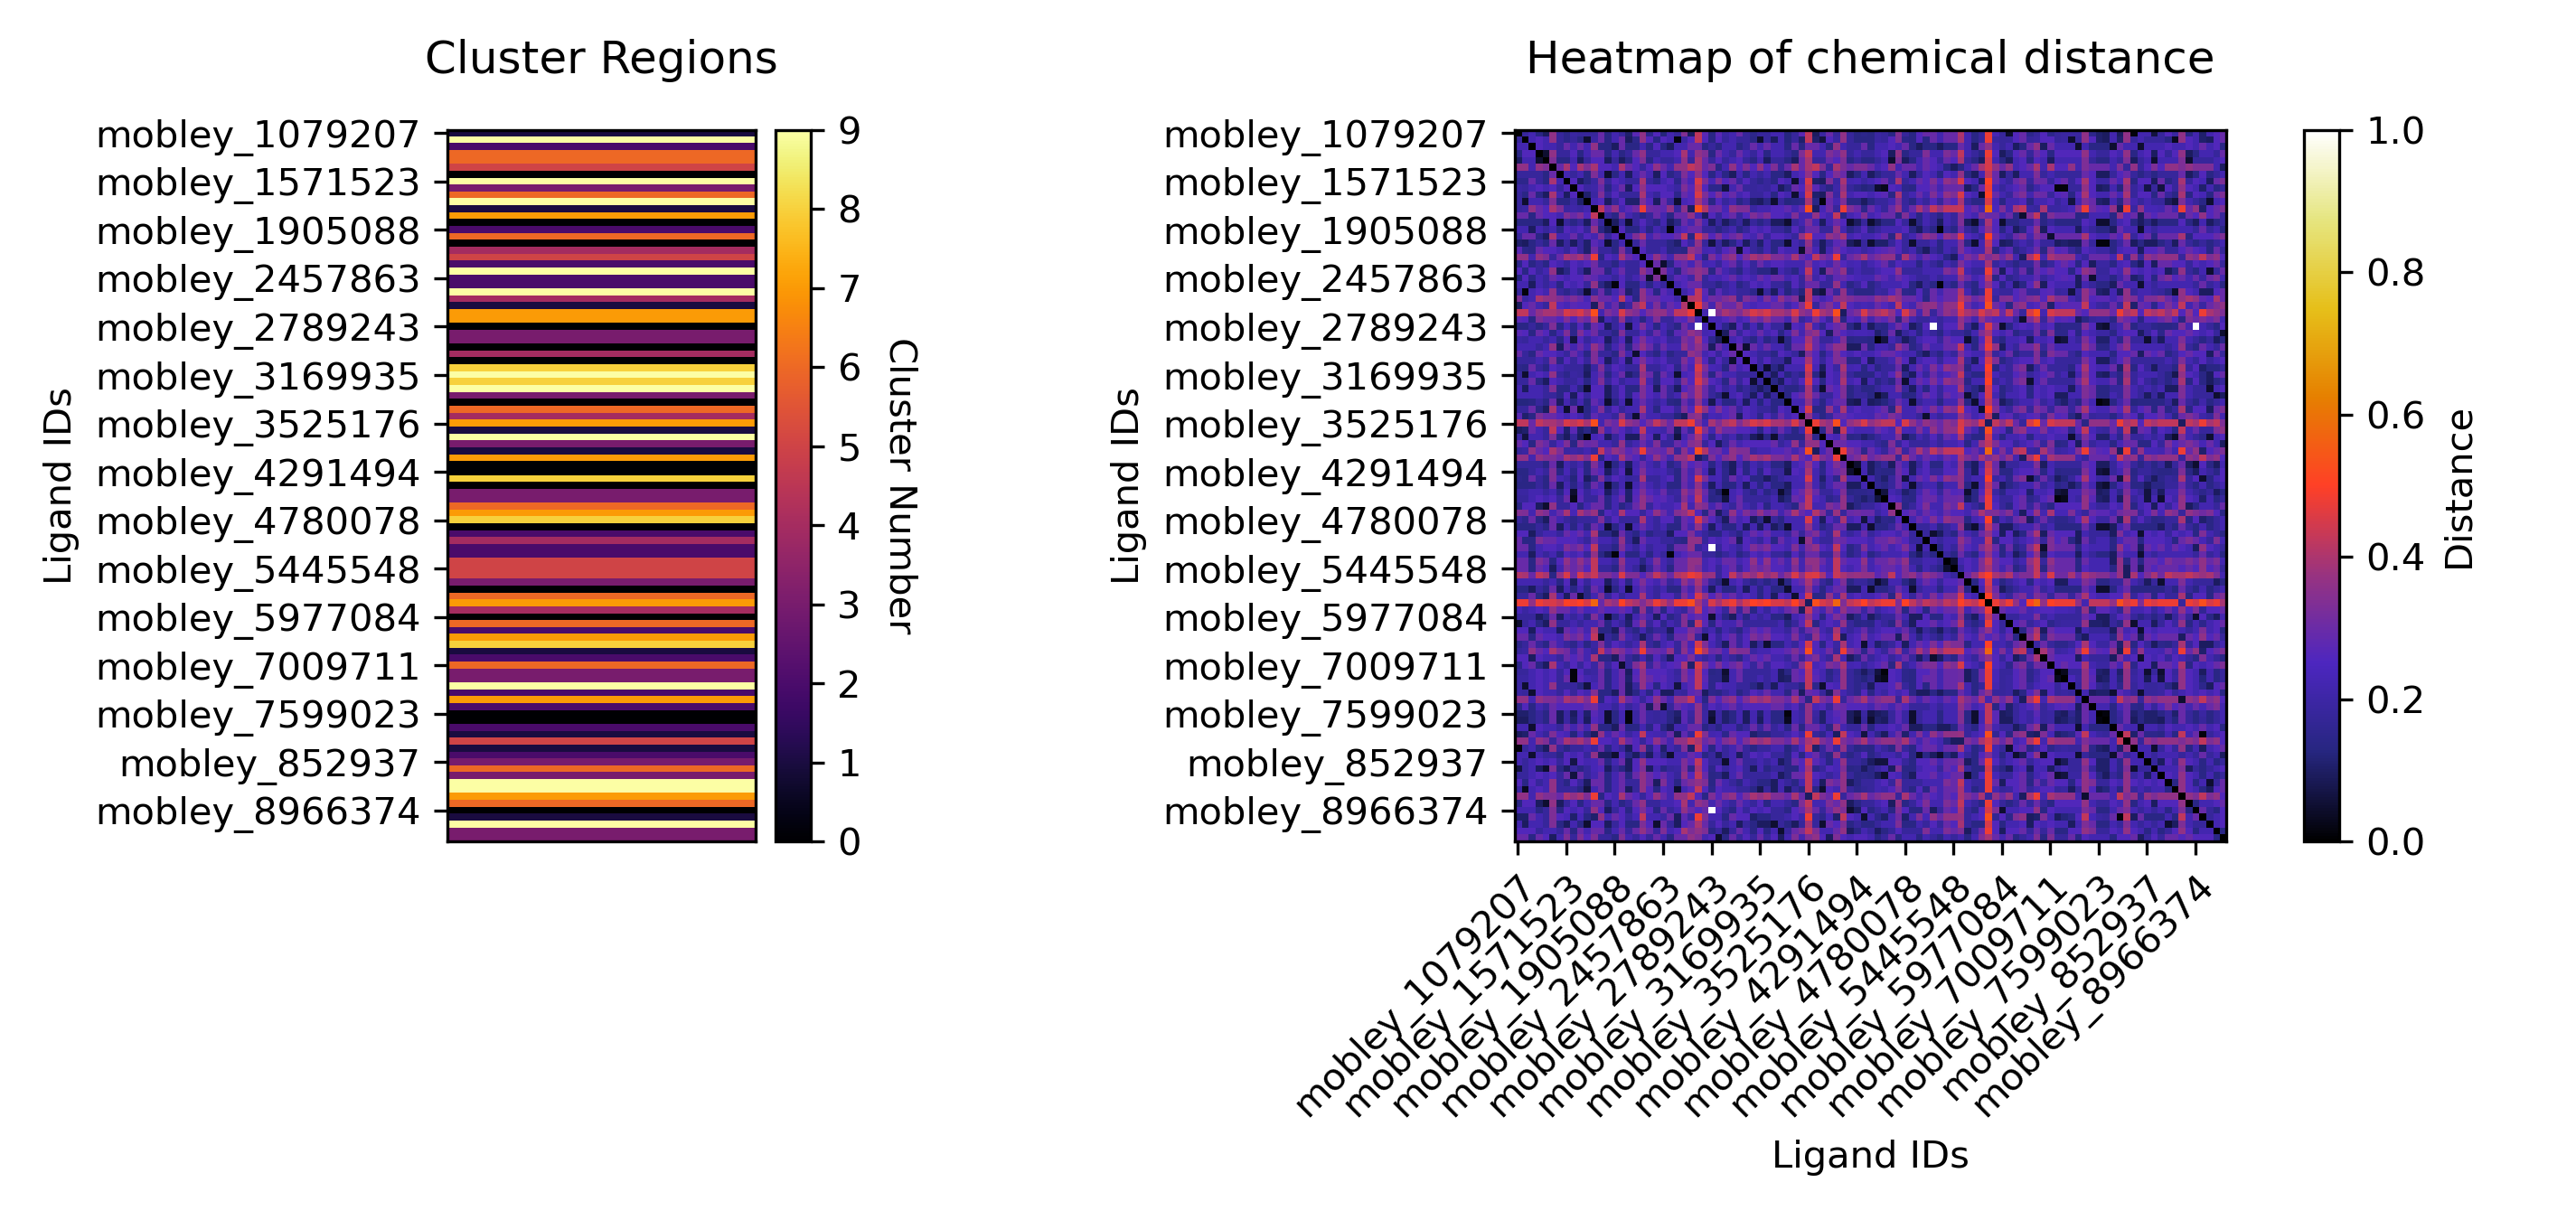 Cluster Regions
mobley_1079207
mobley_1571523
mobley_1905088
mobley_2457863
mobley_2789243
mobley_3169935
mobley_3525176
mobley_4291494
mobley_4780078
mobley_5445548
mobley_5977084
mobley_7009711
mobley_7599023
mobley_852937
mobley_8966374
Ligand IDs
9
8
7
6
5
4
3
2
1
0
Cluster Number
Heatmap of chemical distance
mobley_1079207
mobley_1571523
mobley_1905088
mobley_2457863
mobley_2789243
mobley_3169935
mobley_3525176
mobley_4291494
mobley_4780078
mobley_5445548
mobley_5977084
mobley_7009711
mobley_7599023
mobley_852937
mobley_8966374
Ligand IDs
mobley_1079207
mobley_1571523
mobley_1905088
mobley_2457863
mobley_2789243
mobley_3169935
mobley_3525176
mobley_4291494
mobley_4780078
mobley_5445548
mobley_5977084
mobley_7009711
mobley_7599023
mobley_852937
mobley_8966374
Ligand IDs
1.0
0.8
0.6
0.4
0.2
0.0
Distance